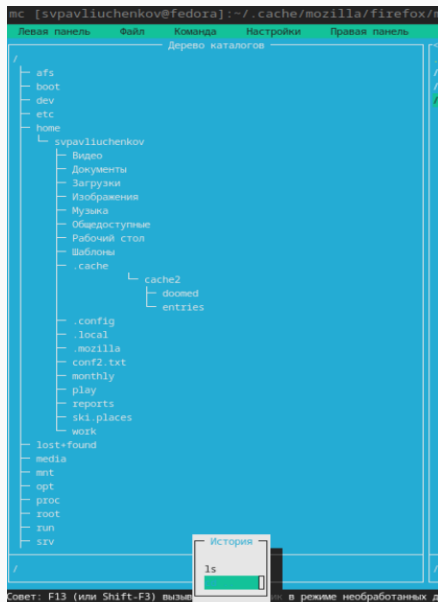 mc [svpavliuchenkov@fedora]:~/.cache/mozilla/firefox/
Левая панель Файл Команда Настройки Правая панель
Дерево каталогов
/
afs
boot
dev
etc
home
svpavliuchenkov
Видео
Документы
Загрузки
Изображения
Музыка
Общедоступные
Рабочий стол
Шаблоны
.cache
cache2
doomed
entries
.config
.local
.mozilla
conf2.txt
monthly
play
reports
ski.places
work
lost+found
media
mnt
opt
proc
root
run
srv
История
ls
/
Совет: F13 (или Shift-F3) вызыв в режиме необработанных д